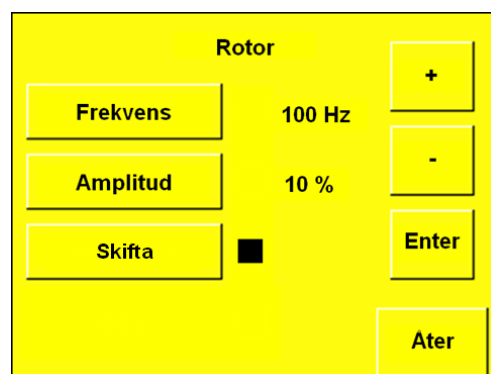 Rotor
+
Frekvens
100 Hz
-
Amplitud
10 %
Skifta
Enter
Åter